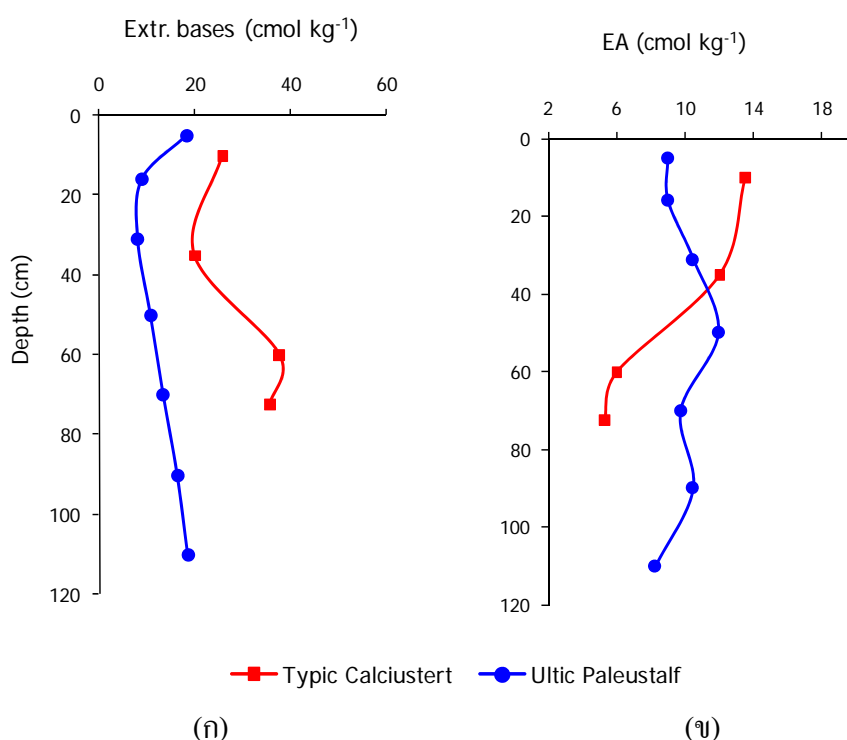 Extr. bases (cmol kg⁻¹)
0 20 40 60
0
20
40
60
80
100
120
Depth (cm)
EA (cmol kg⁻¹)
2 6 10 14 18
0
20
40
60
80
100
120
Typic Calciustert Ultic Paleustalf
(ก) (ข)